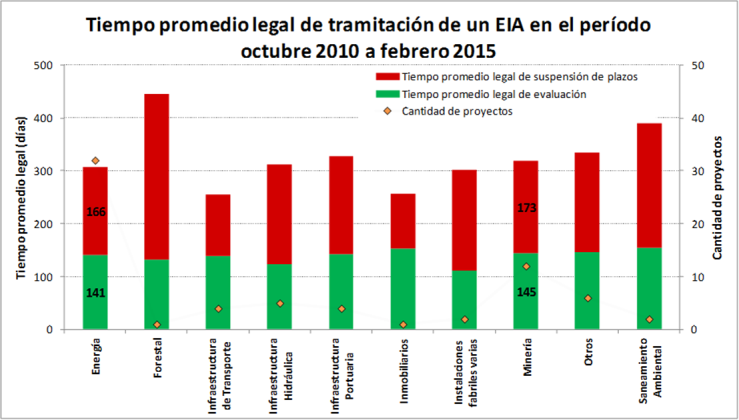 Tiempo promedio legal de tramitación de un EIA en el período
octubre 2010 a febrero 2015
500
400
300
200
100
0
Tiempo promedio legal (días)
50
40
30
20
10
0
Cantidad de proyectos
Tiempo promedio legal de suspensión de plazos
Tiempo promedio legal de evaluación
Cantidad de proyectos
166
141
173
145
Energía
Forestal
Infraestructura
de Transporte
Infraestructura
Hidráulica
Infraestructura
Portuaria
Inmobiliarios
Instalaciones
fabriles varias
Minería
Otros
Saneamiento
Ambiental